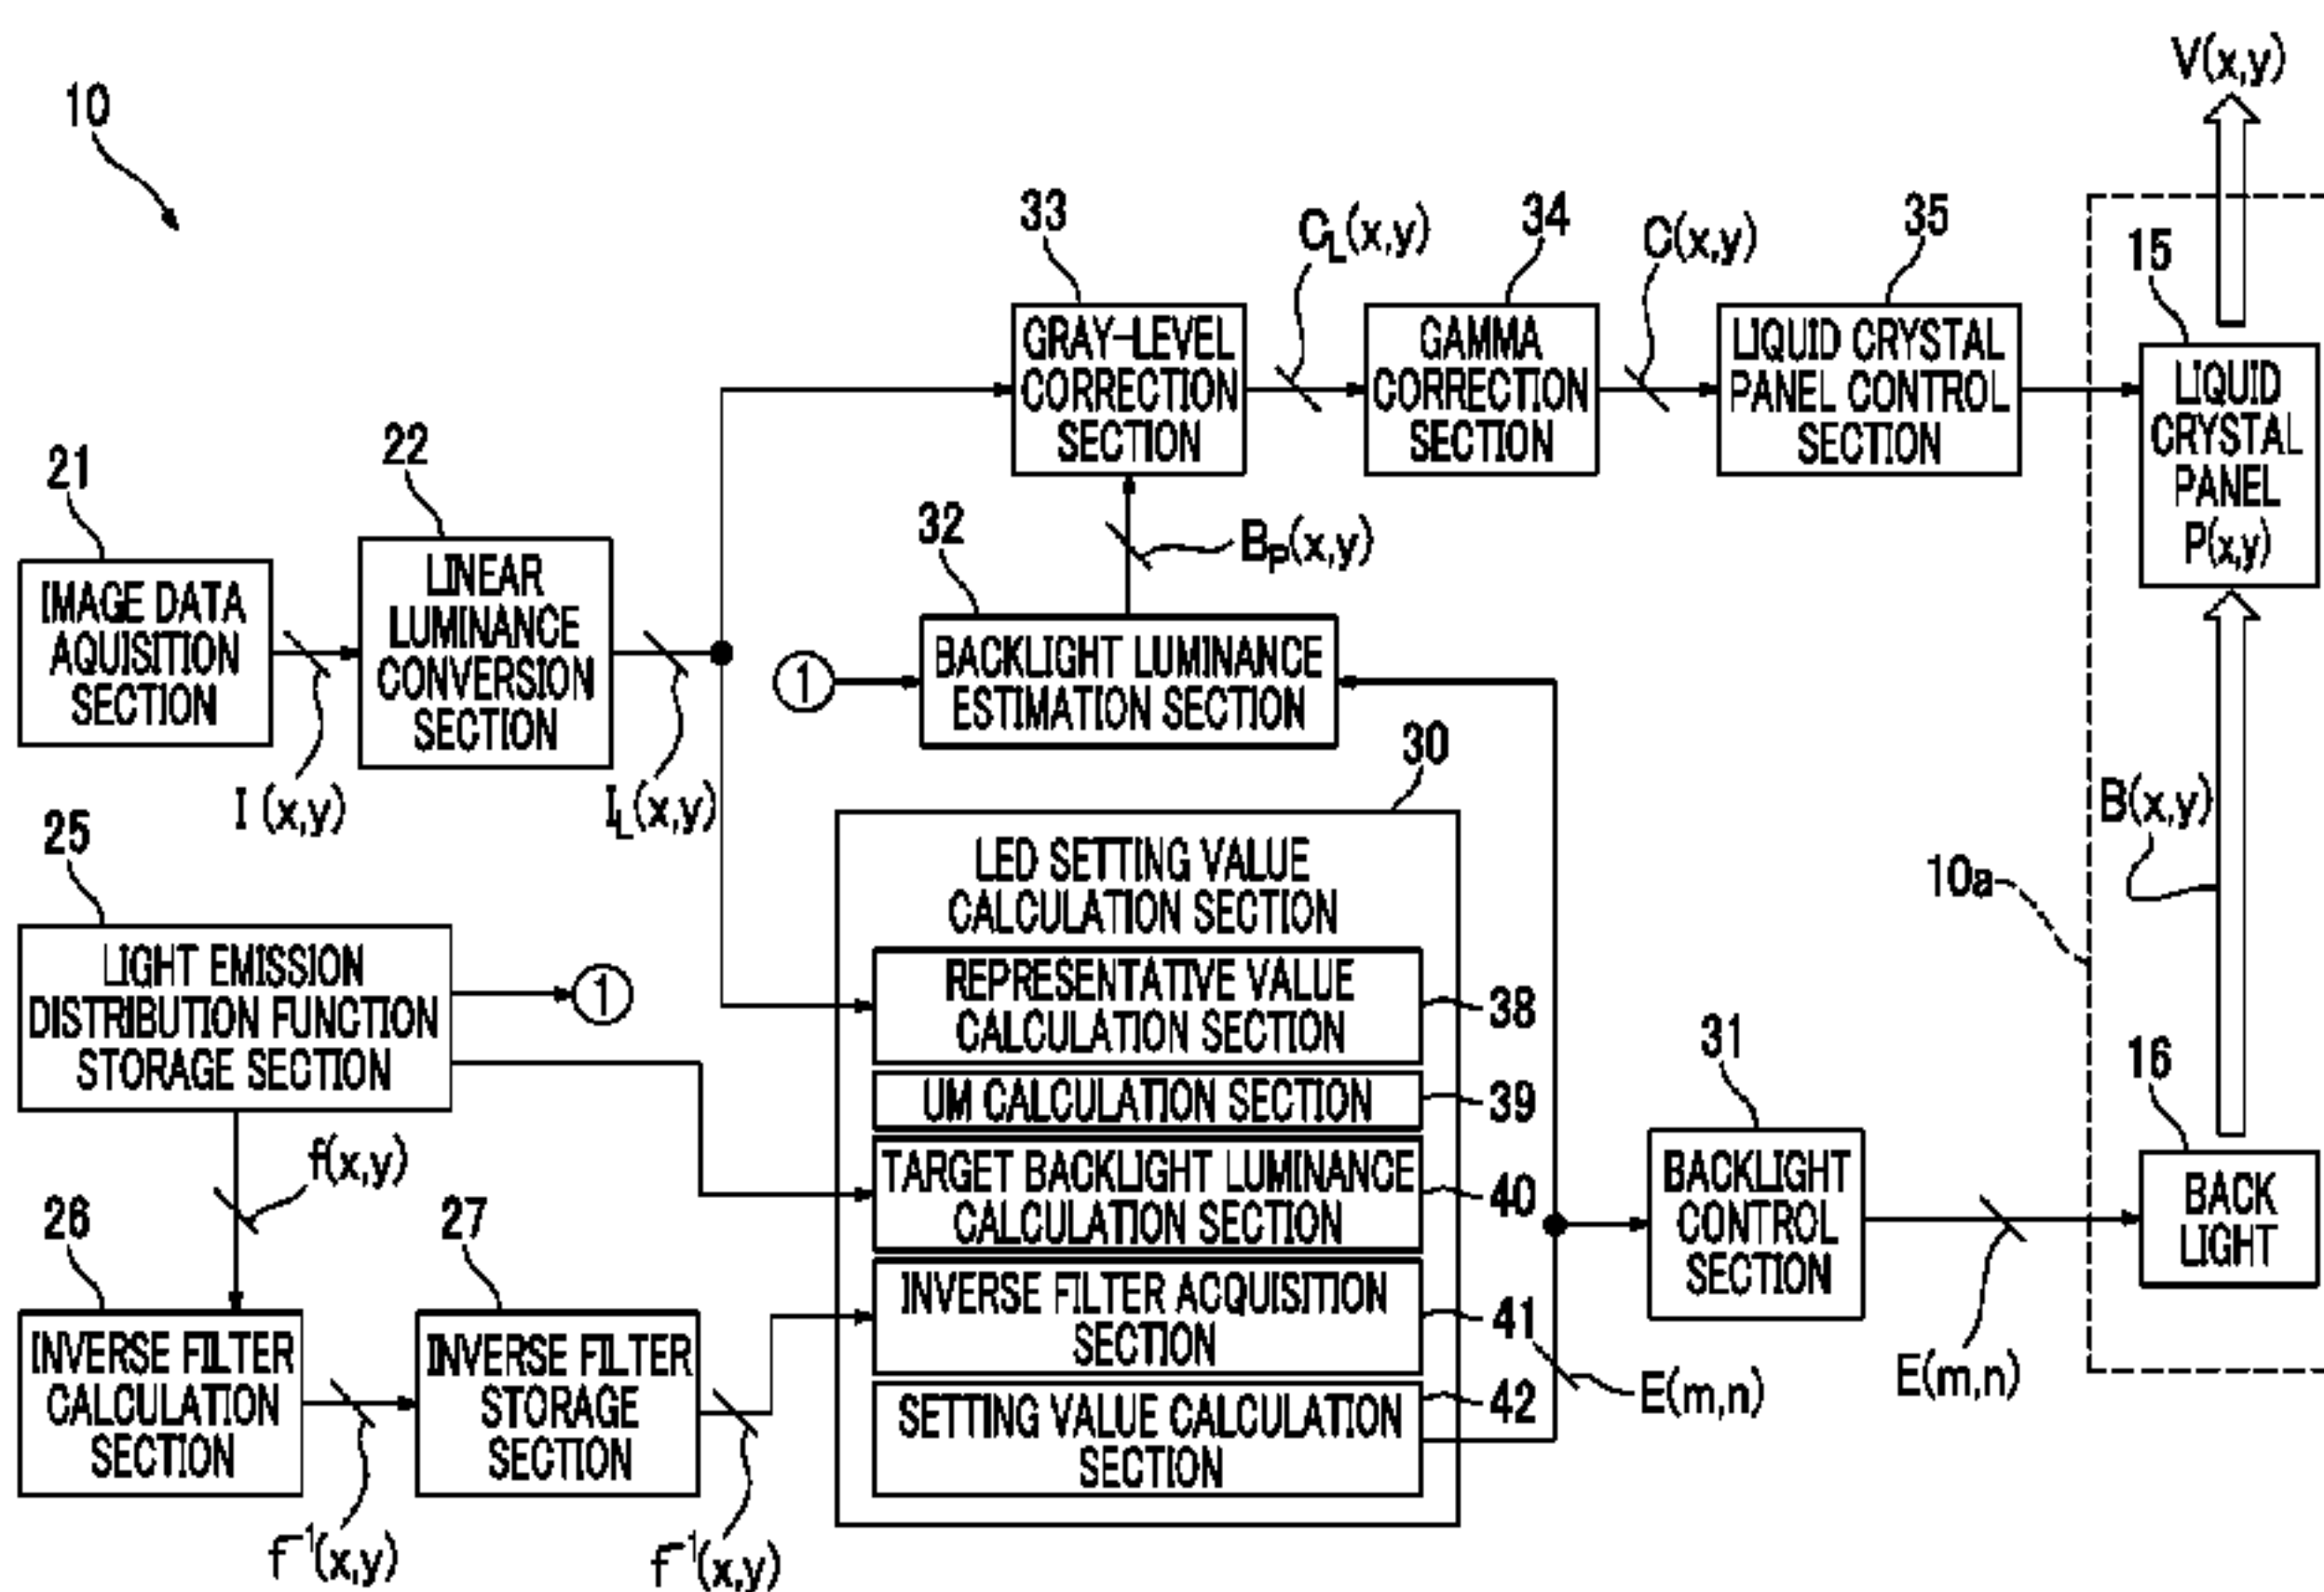 10
V(x,y)
33
C_L(x,y)
34
C(x,y)
35
15
GRAY-LEVEL
CORRECTION
SECTION
GAMMA
CORRECTION
SECTION
LIQUID CRYSTAL
PANEL CONTROL
SECTION
LIQUID
CRYSTAL
PANEL
P(x,y)
21
22
IMAGE DATA
AQUISITION
SECTION
LINEAR
LUMINANCE
CONVERSION
SECTION
I(x,y)
I_L(x,y)
32
B_P(x,y)
1
BACKLIGHT LUMINANCE
ESTIMATION SECTION
30
B(x,y)
10a
25
LIGHT EMISSION
DISTRIBUTION FUNCTION
STORAGE SECTION
1
LED SETTING VALUE
CALCULATION SECTION
REPRESENTATIVE VALUE
CALCULATION SECTION
38
UM CALCULATION SECTION
39
TARGET BACKLIGHT LUMINANCE
CALCULATION SECTION
40
INVERSE FILTER ACQUISITION
SECTION
41
SETTING VALUE CALCULATION
SECTION
42
E(m,n)
31
BACKLIGHT
CONTROL
SECTION
E(m,n)
16
BACK
LIGHT
f(x,y)
26
INVERSE FILTER
CALCULATION
SECTION
27
INVERSE FILTER
STORAGE
SECTION
f⁻¹(x,y)
f⁻¹(x,y)